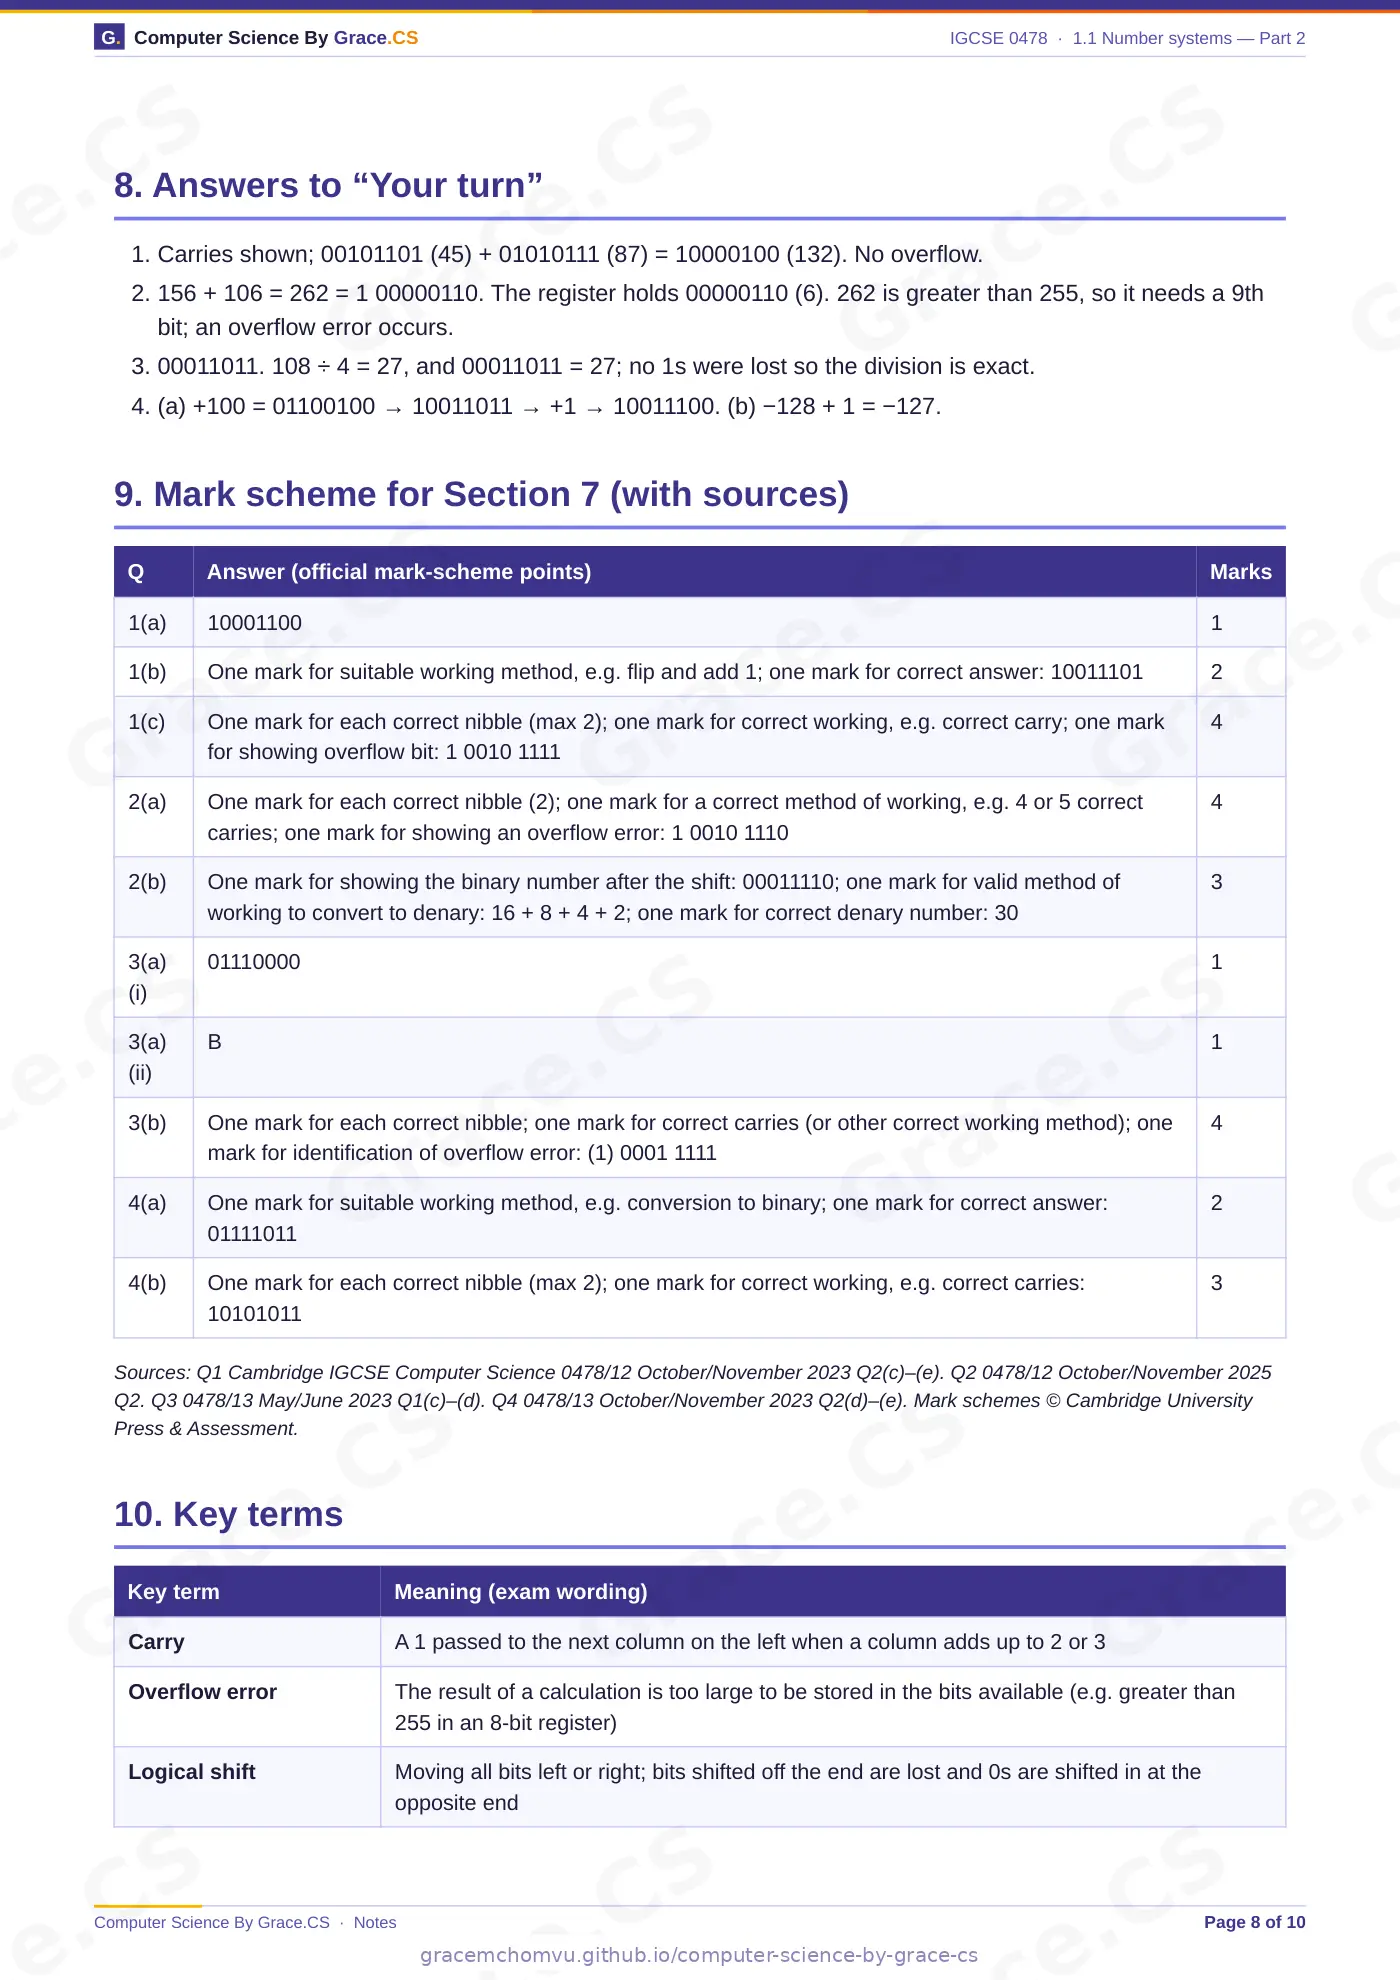 G. Computer Science By Grace.CS
IGCSE 0478 · 1.1 Number systems — Part 2
8. Answers to “Your turn”
1. Carries shown; 00101101 (45) + 01010111 (87) = 10000100 (132). No overflow.
2. 156 + 106 = 262 = 1 00000110. The register holds 00000110 (6). 262 is greater than 255, so it needs a 9th
bit; an overflow error occurs.
3. 00011011. 108 ÷ 4 = 27, and 00011011 = 27; no 1s were lost so the division is exact.
4. (a) +100 = 01100100 → 10011011 → +1 → 10011100. (b) −128 + 1 = −127.
9. Mark scheme for Section 7 (with sources)
Q Answer (official mark-scheme points) Marks
1(a) 10001100 1
1(b) One mark for suitable working method, e.g. flip and add 1; one mark for correct answer: 10011101 2
1(c) One mark for each correct nibble (max 2); one mark for correct working, e.g. correct carry; one mark 4
for showing overflow bit: 1 0010 1111
2(a) One mark for each correct nibble (2); one mark for a correct method of working, e.g. 4 or 5 correct 4
carries; one mark for showing an overflow error: 1 0010 1110
2(b) One mark for showing the binary number after the shift: 00011110; one mark for valid method of 3
working to convert to denary: 16 + 8 + 4 + 2; one mark for correct denary number: 30
3(a) 01110000 1
(i)
3(a) B 1
(ii)
3(b) One mark for each correct nibble; one mark for correct carries (or other correct working method); one 4
mark for identification of overflow error: (1) 0001 1111
4(a) One mark for suitable working method, e.g. conversion to binary; one mark for correct answer: 2
01111011
4(b) One mark for each correct nibble (max 2); one mark for correct working, e.g. correct carries: 3
10101011
Sources: Q1 Cambridge IGCSE Computer Science 0478/12 October/November 2023 Q2(c)–(e). Q2 0478/12 October/November 2025
Q2. Q3 0478/13 May/June 2023 Q1(c)–(d). Q4 0478/13 October/November 2023 Q2(d)–(e). Mark schemes © Cambridge University
Press & Assessment.
10. Key terms
Key term Meaning (exam wording)
Carry A 1 passed to the next column on the left when a column adds up to 2 or 3
Overflow error The result of a calculation is too large to be stored in the bits available (e.g. greater than
255 in an 8-bit register)
Logical shift Moving all bits left or right; bits shifted off the end are lost and 0s are shifted in at the
opposite end
Computer Science By Grace.CS · Notes
Page 8 of 10
gracemchomvu.github.io/computer-science-by-grace-cs